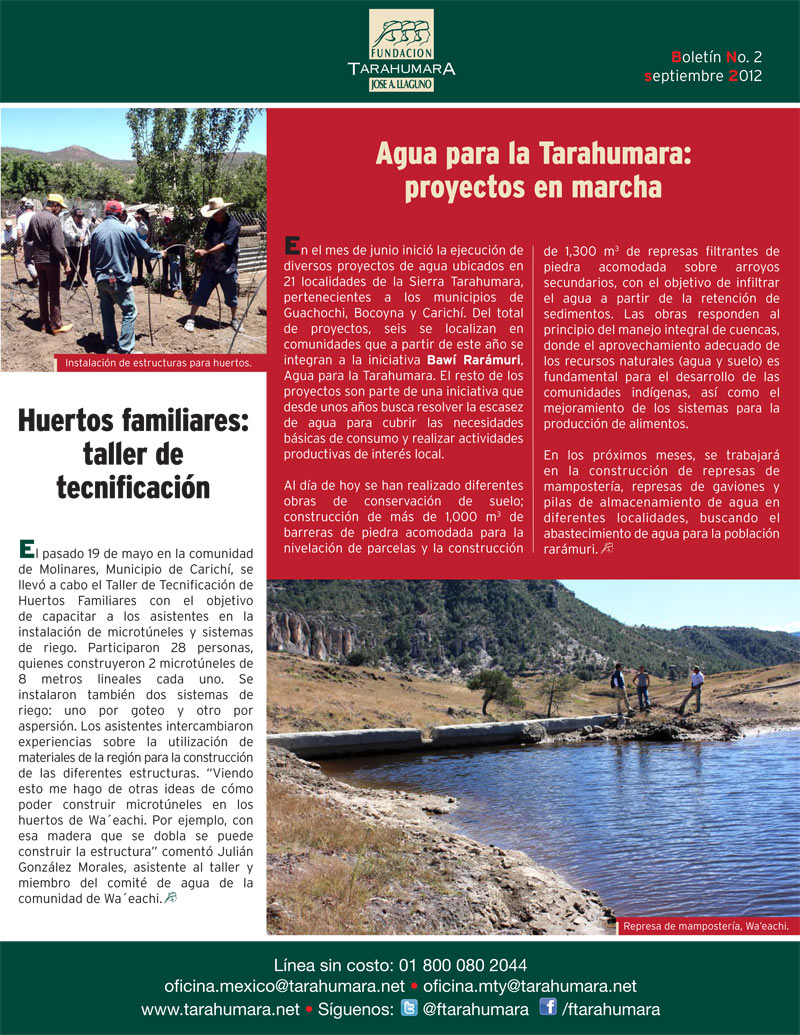 FUNDACION
TARAHUMARA
JOSE A. LLAGUNO
Boletín No. 2
septiembre 2012
Instalación de estructuras para huertos.
Huertos familiares:
taller de
tecnificación
El pasado 19 de mayo en la comunidad
de Molinares, Municipio de Carichí, se
llevó a cabo el Taller de Tecnificación de
Huertos Familiares con el objetivo
de capacitar a los asistentes en la
instalación de microtúneles y sistemas
de riego. Participaron 28 personas,
quienes construyeron 2 microtúneles de
8 metros lineales cada uno. Se
instalaron también dos sistemas de
riego: uno por goteo y otro por
aspersión. Los asistentes intercambiaron
experiencias sobre la utilización de
materiales de la región para la construcción
de las diferentes estructuras. “Viendo
esto me hago de otras ideas de cómo
poder construir microtúneles en los
huertos de Wa´eachi. Por ejemplo, con
esa madera que se dobla se puede
construir la estructura” comentó Julián
González Morales, asistente al taller y
miembro del comité de agua de la
comunidad de Wa´eachi.
Agua para la Tarahumara:
proyectos en marcha
En el mes de junio inició la ejecución de
diversos proyectos de agua ubicados en
21 localidades de la Sierra Tarahumara,
pertenecientes a los municipios de
Guachochi, Bocoyna y Carichí. Del total
de proyectos, seis se localizan en
comunidades que a partir de este año se
integran a la iniciativa Bawí Rarámuri,
Agua para la Tarahumara. El resto de los
proyectos son parte de una iniciativa que
desde unos años busca resolver la escasez
de agua para cubrir las necesidades
básicas de consumo y realizar actividades
productivas de interés local.
Al día de hoy se han realizado diferentes
obras de conservación de suelo;
construcción de más de 1,000 m³ de
barreras de piedra acomodada para la
nivelación de parcelas y la construcción
de 1,300 m³ de represas filtrantes de
piedra acomodada sobre arroyos
secundarios, con el objetivo de infiltrar
el agua a partir de la retención de
sedimentos. Las obras responden al
principio del manejo integral de cuencas,
donde el aprovechamiento adecuado de
los recursos naturales (agua y suelo) es
fundamental para el desarrollo de las
comunidades indígenas, así como el
mejoramiento de los sistemas para la
producción de alimentos.
En los próximos meses, se trabajará
en la construcción de represas de
mampostería, represas de gaviones y
pilas de almacenamiento de agua en
diferentes localidades, buscando el
abastecimiento de agua para la población
rarámuri.
Represa de mampostería, Wa'eachi.
Línea sin costo: 01 800 080 2044
oficina.mexico@tarahumara.net • oficina.mty@tarahumara.net
www.tarahumara.net • Síguenos: @ftarahumara /ftarahumara